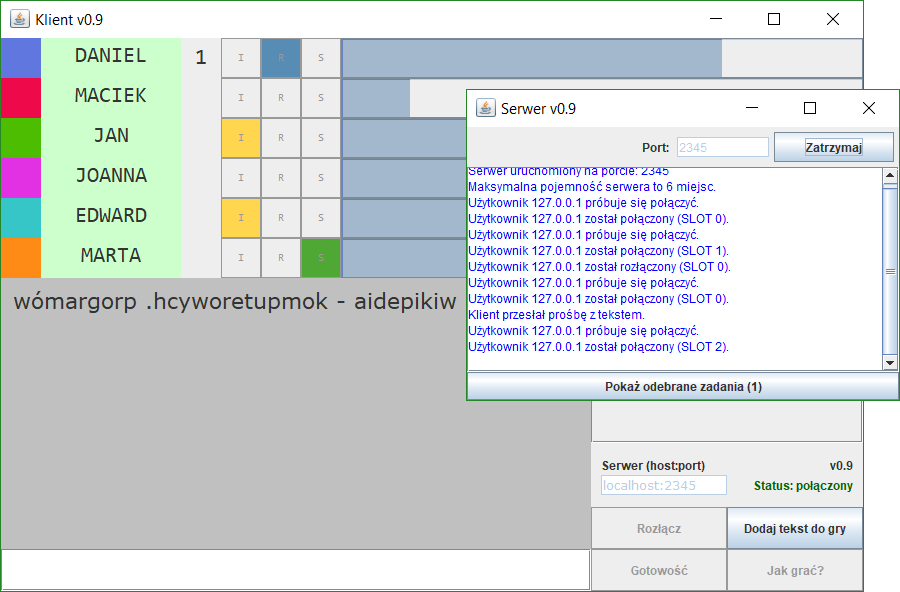 Klient v0.9
DANIEL 1 I R S
MACIEK I R S
JAN I R S
JOANNA I R S
EDWARD I R S
MARTA I R S
wómargorp .hcyworetupmok - aidepikiw
Serwer v0.9
Port: 2345 Zatrzymaj
Serwer uruchomiony na porcie: 2345
Maksymalna pojemność serwera to 6 miejsc.
Użytkownik 127.0.0.1 próbuje się połączyć.
Użytkownik 127.0.0.1 został połączony (SLOT 0).
Użytkownik 127.0.0.1 próbuje się połączyć.
Użytkownik 127.0.0.1 został połączony (SLOT 1).
Użytkownik 127.0.0.1 został rozłączony (SLOT 0).
Użytkownik 127.0.0.1 próbuje się połączyć.
Użytkownik 127.0.0.1 został połączony (SLOT 0).
Klient przesłał prośbę z tekstem.
Użytkownik 127.0.0.1 próbuje się połączyć.
Użytkownik 127.0.0.1 został połączony (SLOT 2).
Pokaż odebrane zadania (1)
Serwer (host:port) v0.9
localhost:2345 Status: połączony
Rozłącz Dodaj tekst do gry
Gotowość Jak grać?